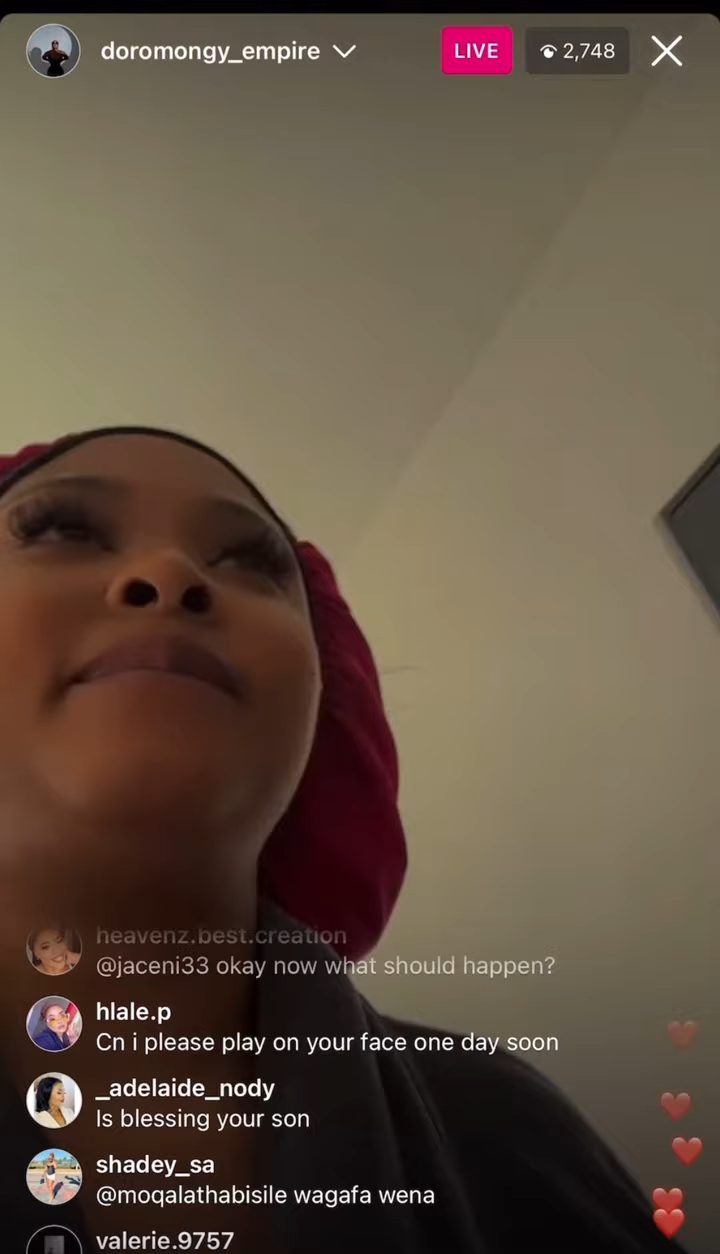 doromongy_empire
LIVE
2,748
heavenz.best.creation
@jaceni33 okay now what should happen?
hlale.p
Cn i please play on your face one day soon
_adelaide_nody
Is blessing your son
shadey_sa
@moqalathabisile wagafa wena
valerie.9757